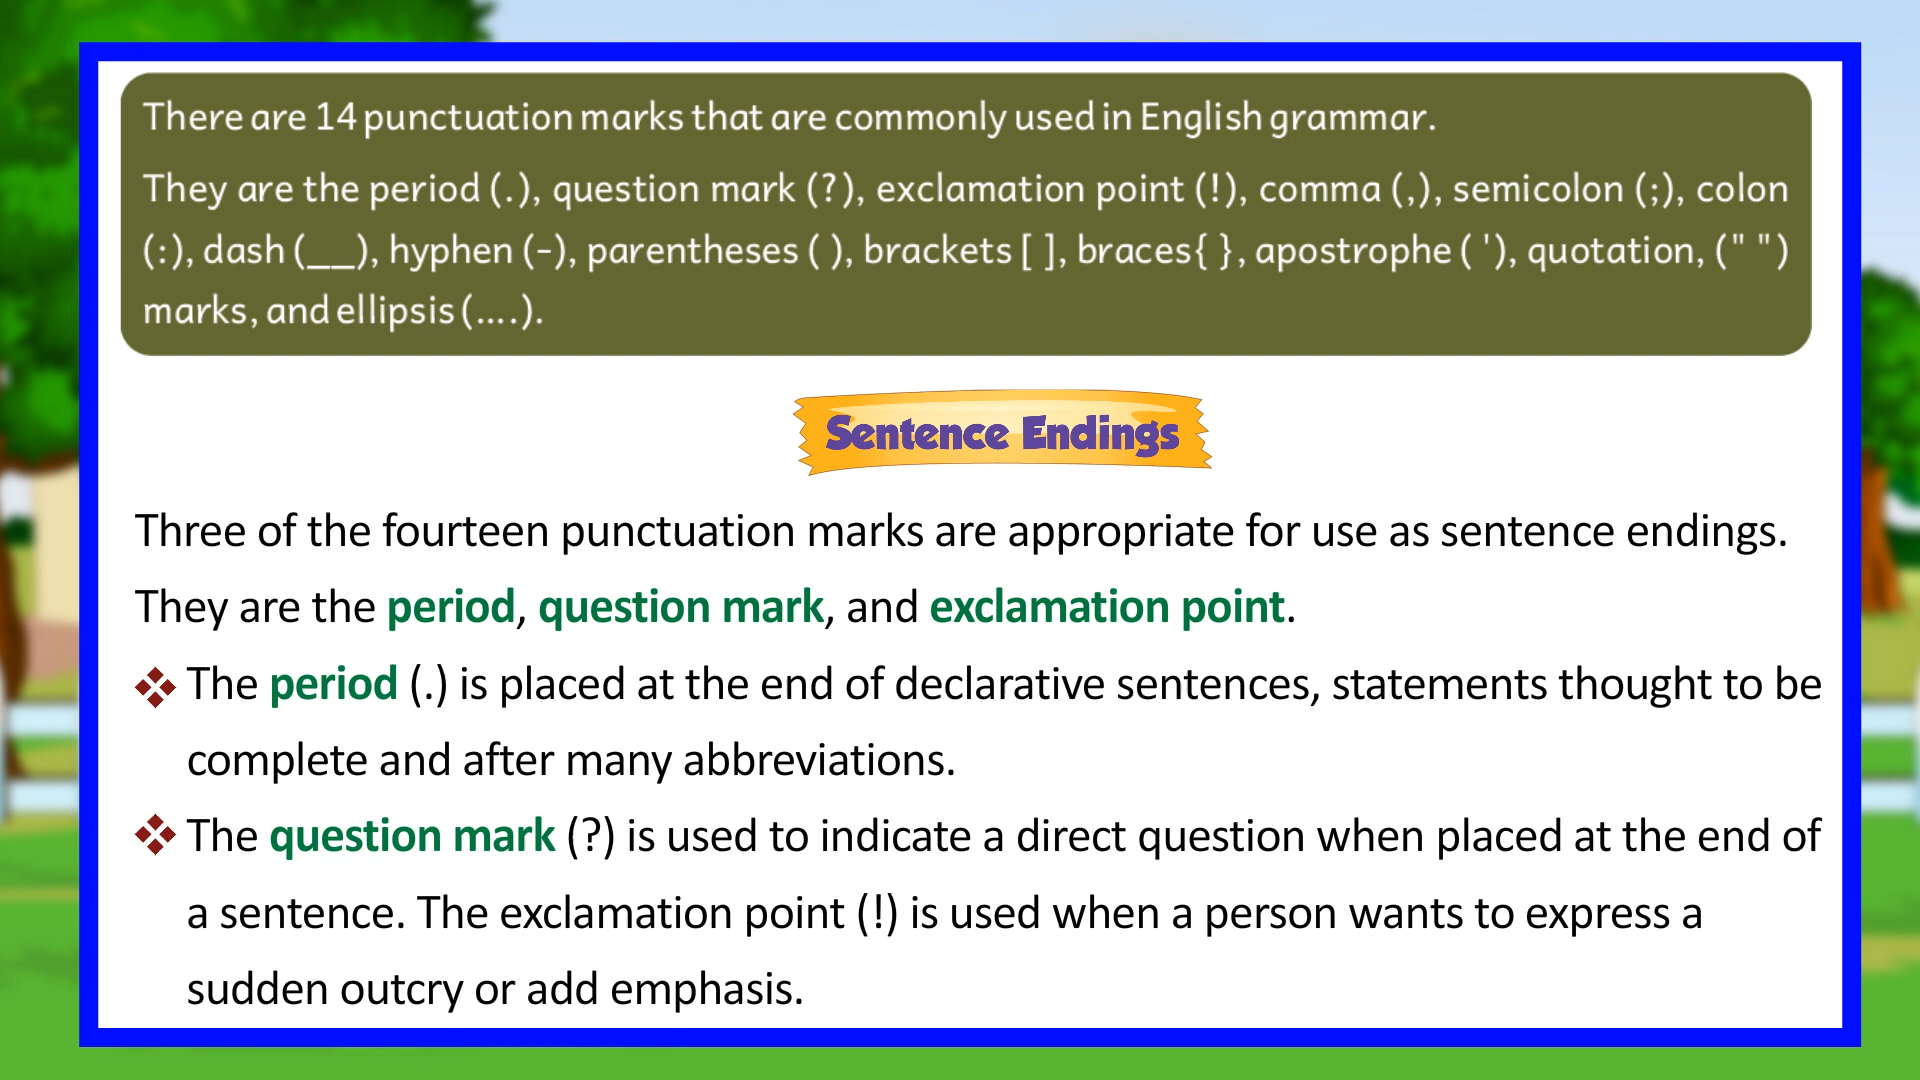 There are 14 punctuation marks that are commonly used in English grammar.
They are the period (.), question mark (?), exclamation point (!), comma (,), semicolon (;), colon
(:), dash (__), hyphen (-), parentheses ( ), brackets [ ], braces{ }, apostrophe ( '), quotation, (" ")
marks, and ellipsis (....).
Sentence Endings
Three of the fourteen punctuation marks are appropriate for use as sentence endings.
They are the period, question mark, and exclamation point.
❖ The period (.) is placed at the end of declarative sentences, statements thought to be
complete and after many abbreviations.
❖ The question mark (?) is used to indicate a direct question when placed at the end of
a sentence. The exclamation point (!) is used when a person wants to express a
sudden outcry or add emphasis.